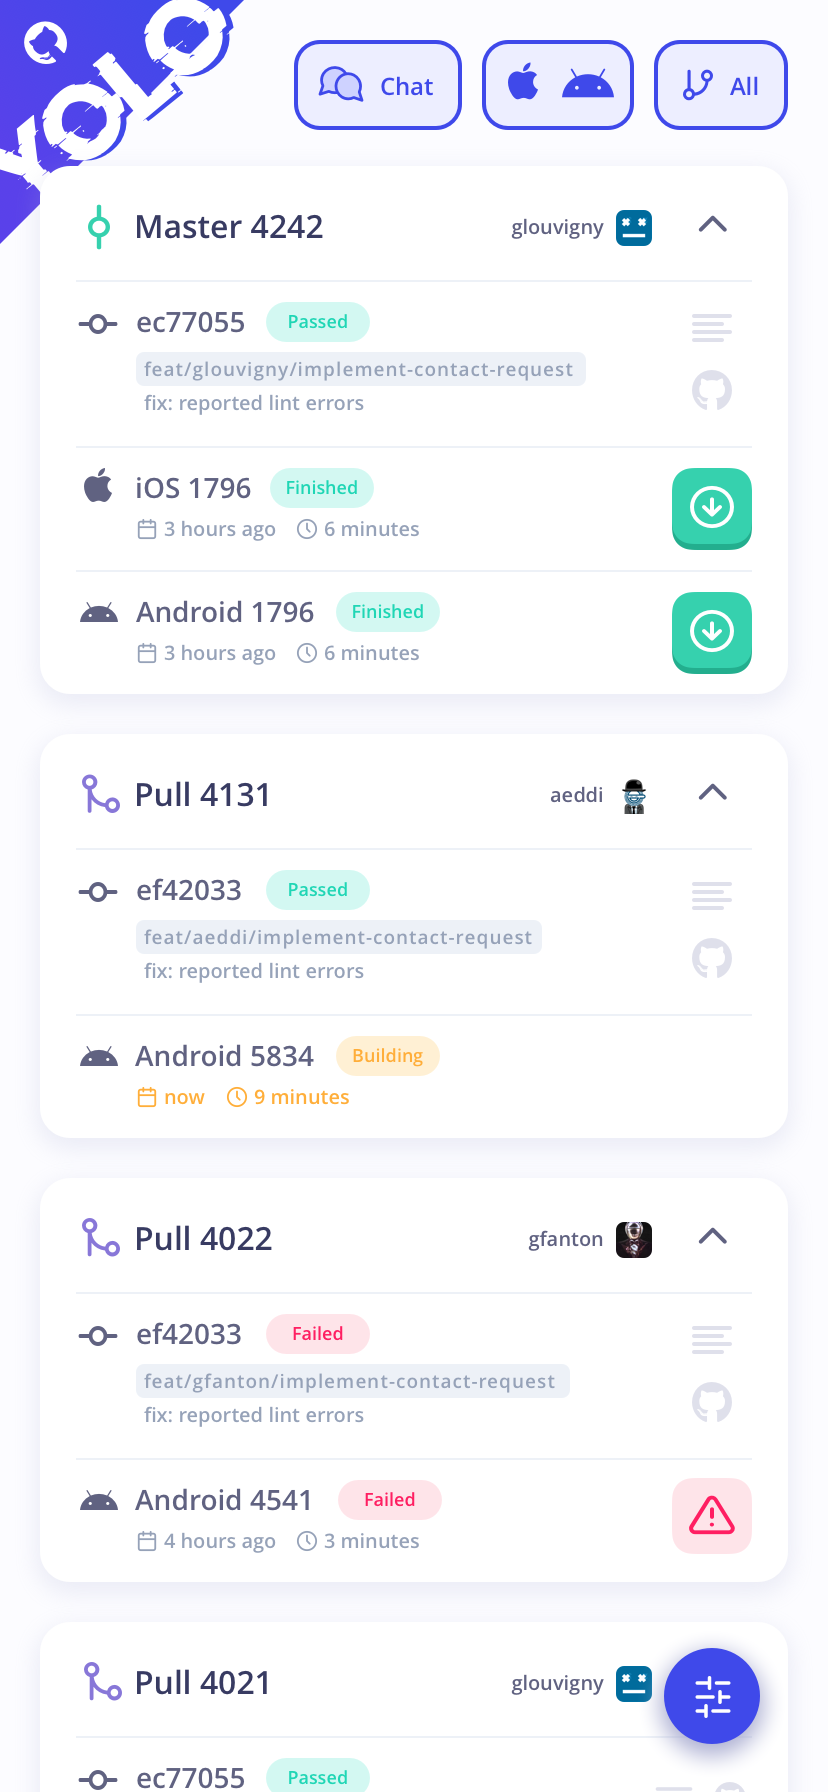 YOLO
Chat
All
Master 4242
glouvigny
ec77055
Passed
feat/glouvigny/implement-contact-request
fix: reported lint errors
iOS 1796
Finished
3 hours ago
6 minutes
Android 1796
Finished
3 hours ago
6 minutes
Pull 4131
aeddi
ef42033
Passed
feat/aeddi/implement-contact-request
fix: reported lint errors
Android 5834
Building
now
9 minutes
Pull 4022
gfanton
ef42033
Failed
feat/gfanton/implement-contact-request
fix: reported lint errors
Android 4541
Failed
4 hours ago
3 minutes
Pull 4021
glouvigny
ec77055
Passed